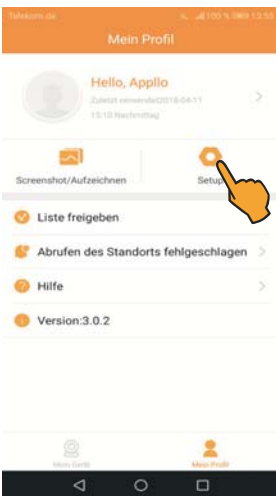 Telekom.de 100 % 13:53
Mein Profil
Hello, Appllo
Zuletzt verwendet2018-04-11
15:10 Nachmittag
Screenshot/Aufzeichnen
Setup
Liste freigeben
Abrufen des Standorts fehlgeschlagen
Hilfe
Version:3.0.2
Mein Gerät
Mein Profil